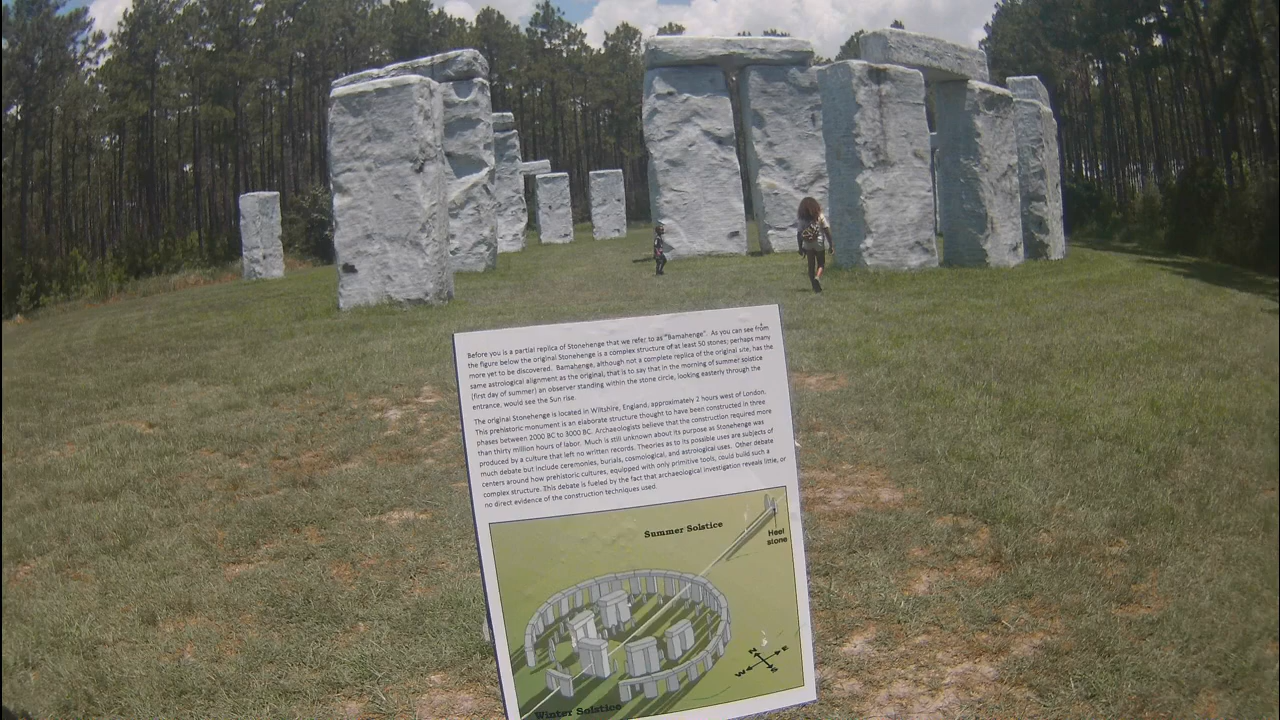 Before you is a partial replica of Stonehenge that we refer to as "Bamahenge". As you can see from
the figure below the original Stonehenge is a complex structure of at least 50 stones; perhaps many
more yet to be discovered. Bamahenge, although not a complete replica of the original site, has the
same astrological alignment as the original, that is to say that in the morning of summer solstice
(first day of summer) an observer standing within the stone circle, looking easterly through the
entrance, would see the Sun rise.
The original Stonehenge is located in Wiltshire, England, approximately 2 hours west of London.
This prehistoric monument is an elaborate structure thought to have been constructed in three
phases between 2000 BC to 3000 BC. Archaeologists believe that the construction required more
than thirty million hours of labor. Much is still unknown about its purpose as Stonehenge was
produced by a culture that left no written records. Theories as to its possible uses are subjects of
much debate but include ceremonies, burials, cosmological, and astrological uses. Other debate
centers around how prehistoric cultures, equipped with only primitive tools, could build such a
complex structure. This debate is fueled by the fact that archaeological investigation reveals little, or
no direct evidence of the construction techniques used.
Summer Solstice
Heel
stone
N E
W S
Winter Solstice